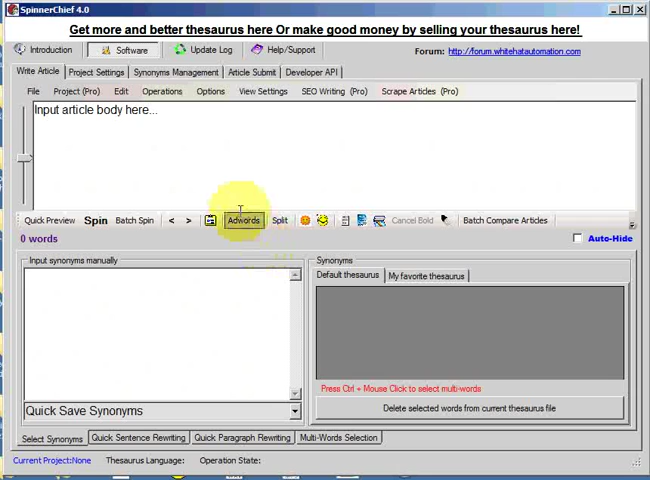 SpinnerChief 4.0
Get more and better thesaurus here Or make good money by selling your thesaurus here!
Introduction Software Update Log Help/Support Forum: http://forum.whitehatautomation.com
Write Article Project Settings Synonyms Management Article Submit Developer API
File Project (Pro) Edit Operations Options View Settings SEO Writing (Pro) Scrape Articles (Pro)
Input article body here...
Quick Preview Spin Batch Spin < > Adwords Split Cancel Bold Batch Compare Articles
0 words Auto-Hide
Input synonyms manually Synonyms
Default thesaurus My favorite thesaurus
Press Ctrl + Mouse Click to select multi-words
Quick Save Synonyms Delete selected words from current thesaurus file
Select Synonyms Quick Sentence Rewriting Quick Paragraph Rewriting Multi-Words Selection
Current Project:None Thesaurus Language: Operation State: